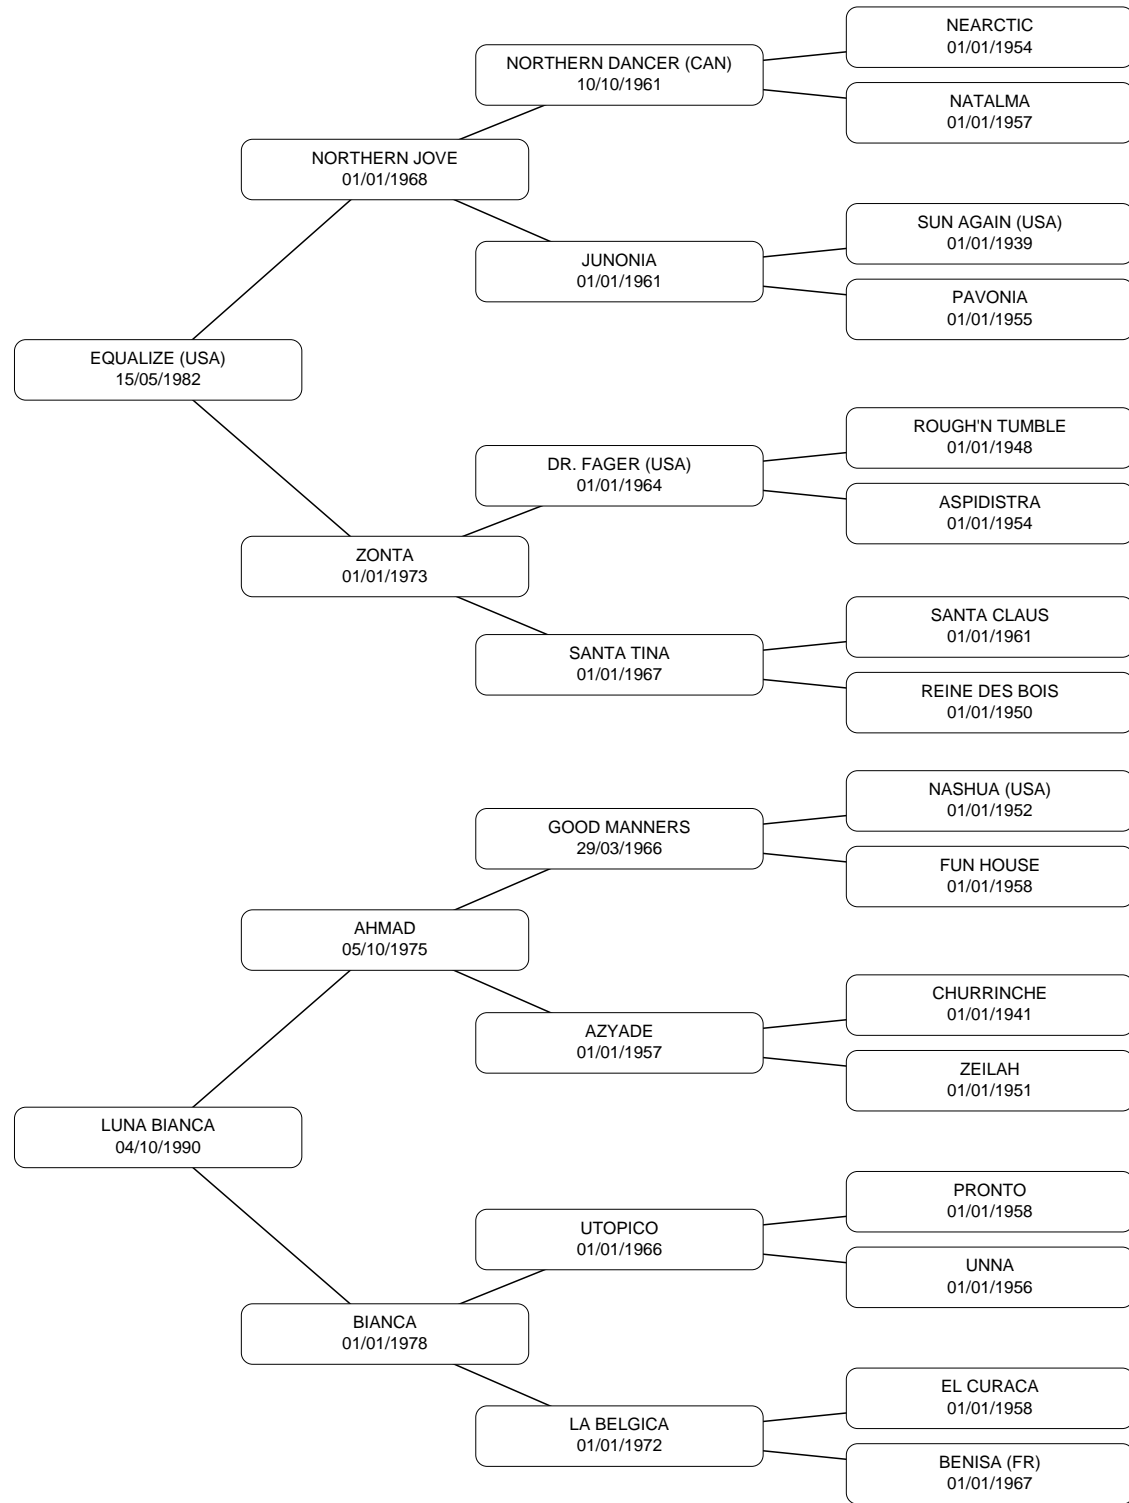 NEARCTIC
01/01/1954
NORTHERN DANCER (CAN)
10/10/1961
NATALMA
01/01/1957
NORTHERN JOVE
01/01/1968
SUN AGAIN (USA)
01/01/1939
JUNONIA
01/01/1961
PAVONIA
01/01/1955
EQUALIZE (USA)
15/05/1982
ROUGH'N TUMBLE
01/01/1948
DR. FAGER (USA)
01/01/1964
ASPIDISTRA
01/01/1954
ZONTA
01/01/1973
SANTA CLAUS
01/01/1961
SANTA TINA
01/01/1967
REINE DES BOIS
01/01/1950
NASHUA (USA)
01/01/1952
GOOD MANNERS
29/03/1966
FUN HOUSE
01/01/1958
AHMAD
05/10/1975
CHURRINCHE
01/01/1941
AZYADE
01/01/1957
ZEILAH
01/01/1951
LUNA BIANCA
04/10/1990
PRONTO
01/01/1958
UTOPICO
01/01/1966
UNNA
01/01/1956
BIANCA
01/01/1978
EL CURACA
01/01/1958
LA BELGICA
01/01/1972
BENISA (FR)
01/01/1967